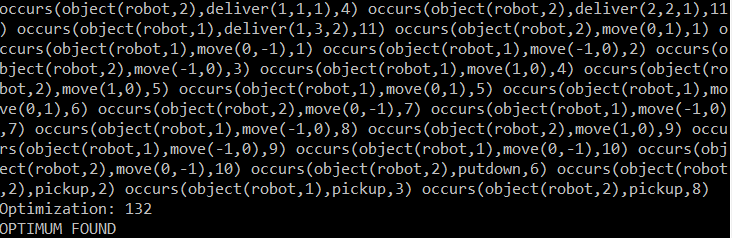 occurs(object(robot,2),deliver(1,1,1),4) occurs(object(robot,2),deliver(2,2,1),11
) occurs(object(robot,1),deliver(1,3,2),11) occurs(object(robot,2),move(0,1),1) o
ccurs(object(robot,1),move(0,-1),1) occurs(object(robot,1),move(-1,0),2) occurs(o
bject(robot,2),move(-1,0),3) occurs(object(robot,1),move(1,0),4) occurs(object(ro
bot,2),move(1,0),5) occurs(object(robot,1),move(0,1),5) occurs(object(robot,1),mo
ve(0,1),6) occurs(object(robot,2),move(0,-1),7) occurs(object(robot,1),move(-1,0)
,7) occurs(object(robot,1),move(-1,0),8) occurs(object(robot,2),move(1,0),9) occu
rs(object(robot,1),move(-1,0),9) occurs(object(robot,1),move(0,-1),10) occurs(obj
ect(robot,2),move(0,-1),10) occurs(object(robot,2),putdown,6) occurs(object(robot
,2),pickup,2) occurs(object(robot,1),pickup,3) occurs(object(robot,2),pickup,8)
Optimization: 132
OPTIMUM FOUND